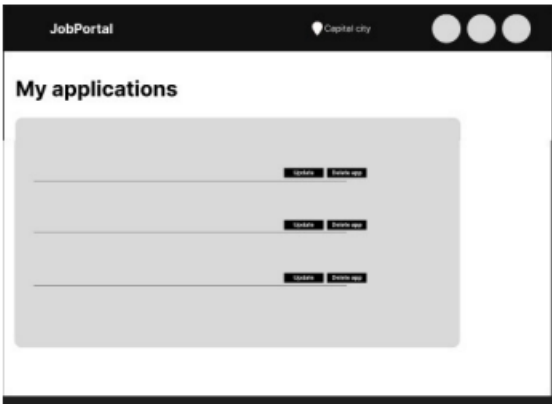 JobPortal
Capital city
My applications
Update Delete app
Update Delete app
Update Delete app